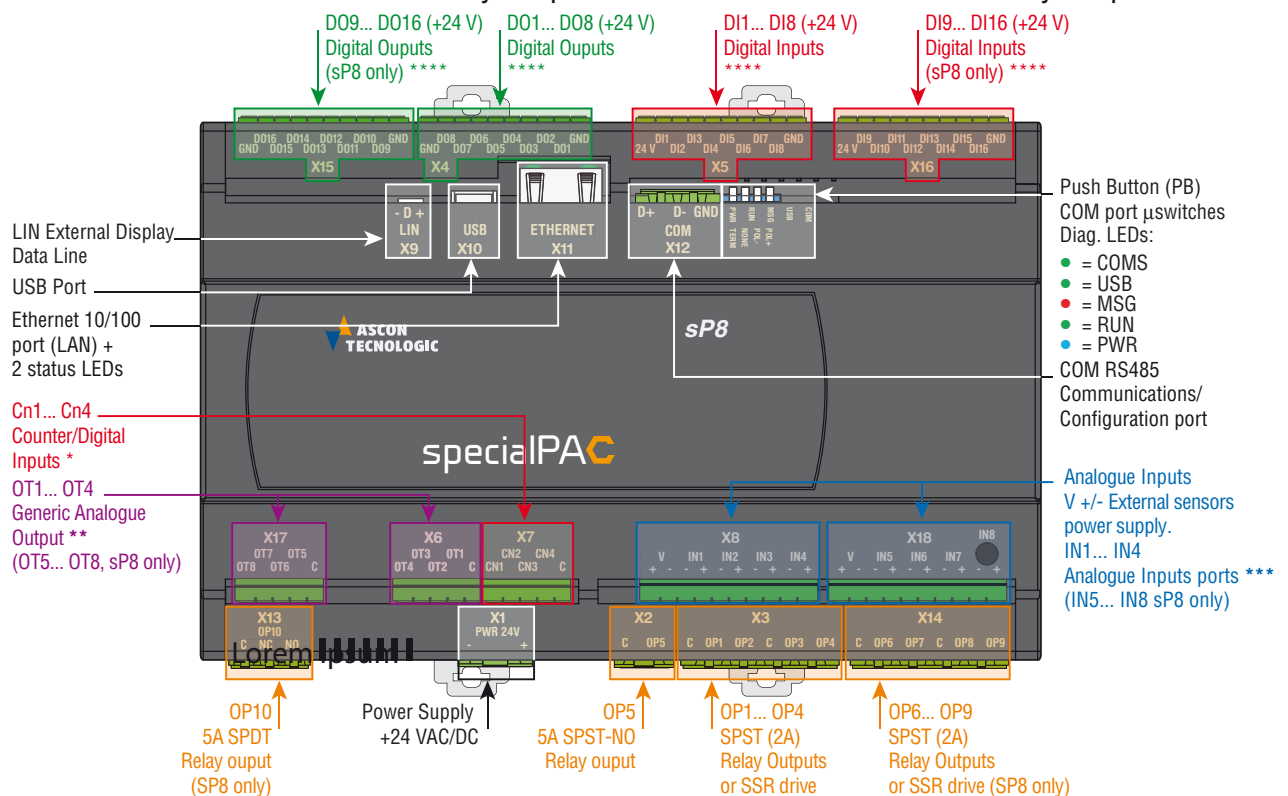 DO9... DO16 (+24 V)
Digital Ouputs
(sP8 only) ****
DO1... DO8 (+24 V)
Digital Ouputs
****
DI1... DI8 (+24 V)
Digital Inputs
****
DI9... DI16 (+24 V)
Digital Inputs
(sP8 only) ****
DO16 DO14 DO12 DO10 GND
GND DO15 DO13 DO11 DO9
X15
DO8 DO6 DO4 DO2 GND
GND DO7 DO5 DO3 DO1
X4
DI1 DI3 DI5 DI7 GND
24 V DI2 DI4 DI6 DI8
X5
DI9 DI11 DI13 DI15 GND
24 V DI10 DI12 DI14 DI16
X16
- D +
LIN
X9
USB
X10
ETHERNET
X11
D+ D- GND
COM
X12
PWR RUN MSG USB COM
TERM NONE POL- POL+
LIN External Display
Data Line
USB Port
Ethernet 10/100
port (LAN) +
2 status LEDs
Cn1... Cn4
Counter/Digital
Inputs *
OT1... OT4
Generic Analogue
Output **
(OT5... OT8, sP8 only)
Push Button (PB)
COM port μswitches
Diag. LEDs:
= COMS
= USB
= MSG
= RUN
= PWR
COM RS485
Communications/
Configuration port
Analogue Inputs
V +/- External sensors
power supply.
IN1... IN4
Analogue Inputs ports ***
(IN5... IN8 sP8 only)
ASCON
TECNOLOGIC
sP8
specialPAC
X17
OT7 OT5
OT8 OT6 C
X6
OT3 OT1
OT4 OT2 C
X7
CN2 CN4
CN1 CN3 C
X8
V IN1 IN2 IN3 IN4
+ - - + - + - + - +
X18
IN8
V IN5 IN6 IN7
+ - - + - + - + - +
X13
OP10
C NC NO
Lorem Ipsum
X1
PWR 24V
- +
X2
C OP5
X3
C OP1 OP2 C OP3 OP4
X14
C OP6 OP7 C OP8 OP9
OP10
5A SPDT
Relay ouput
(SP8 only)
Power Supply
+24 VAC/DC
OP5
5A SPST-NO
Relay ouput
OP1... OP4
SPST (2A)
Relay Outputs
or SSR drive
OP6... OP9
SPST (2A)
Relay Outputs
or SSR drive (SP8 only)